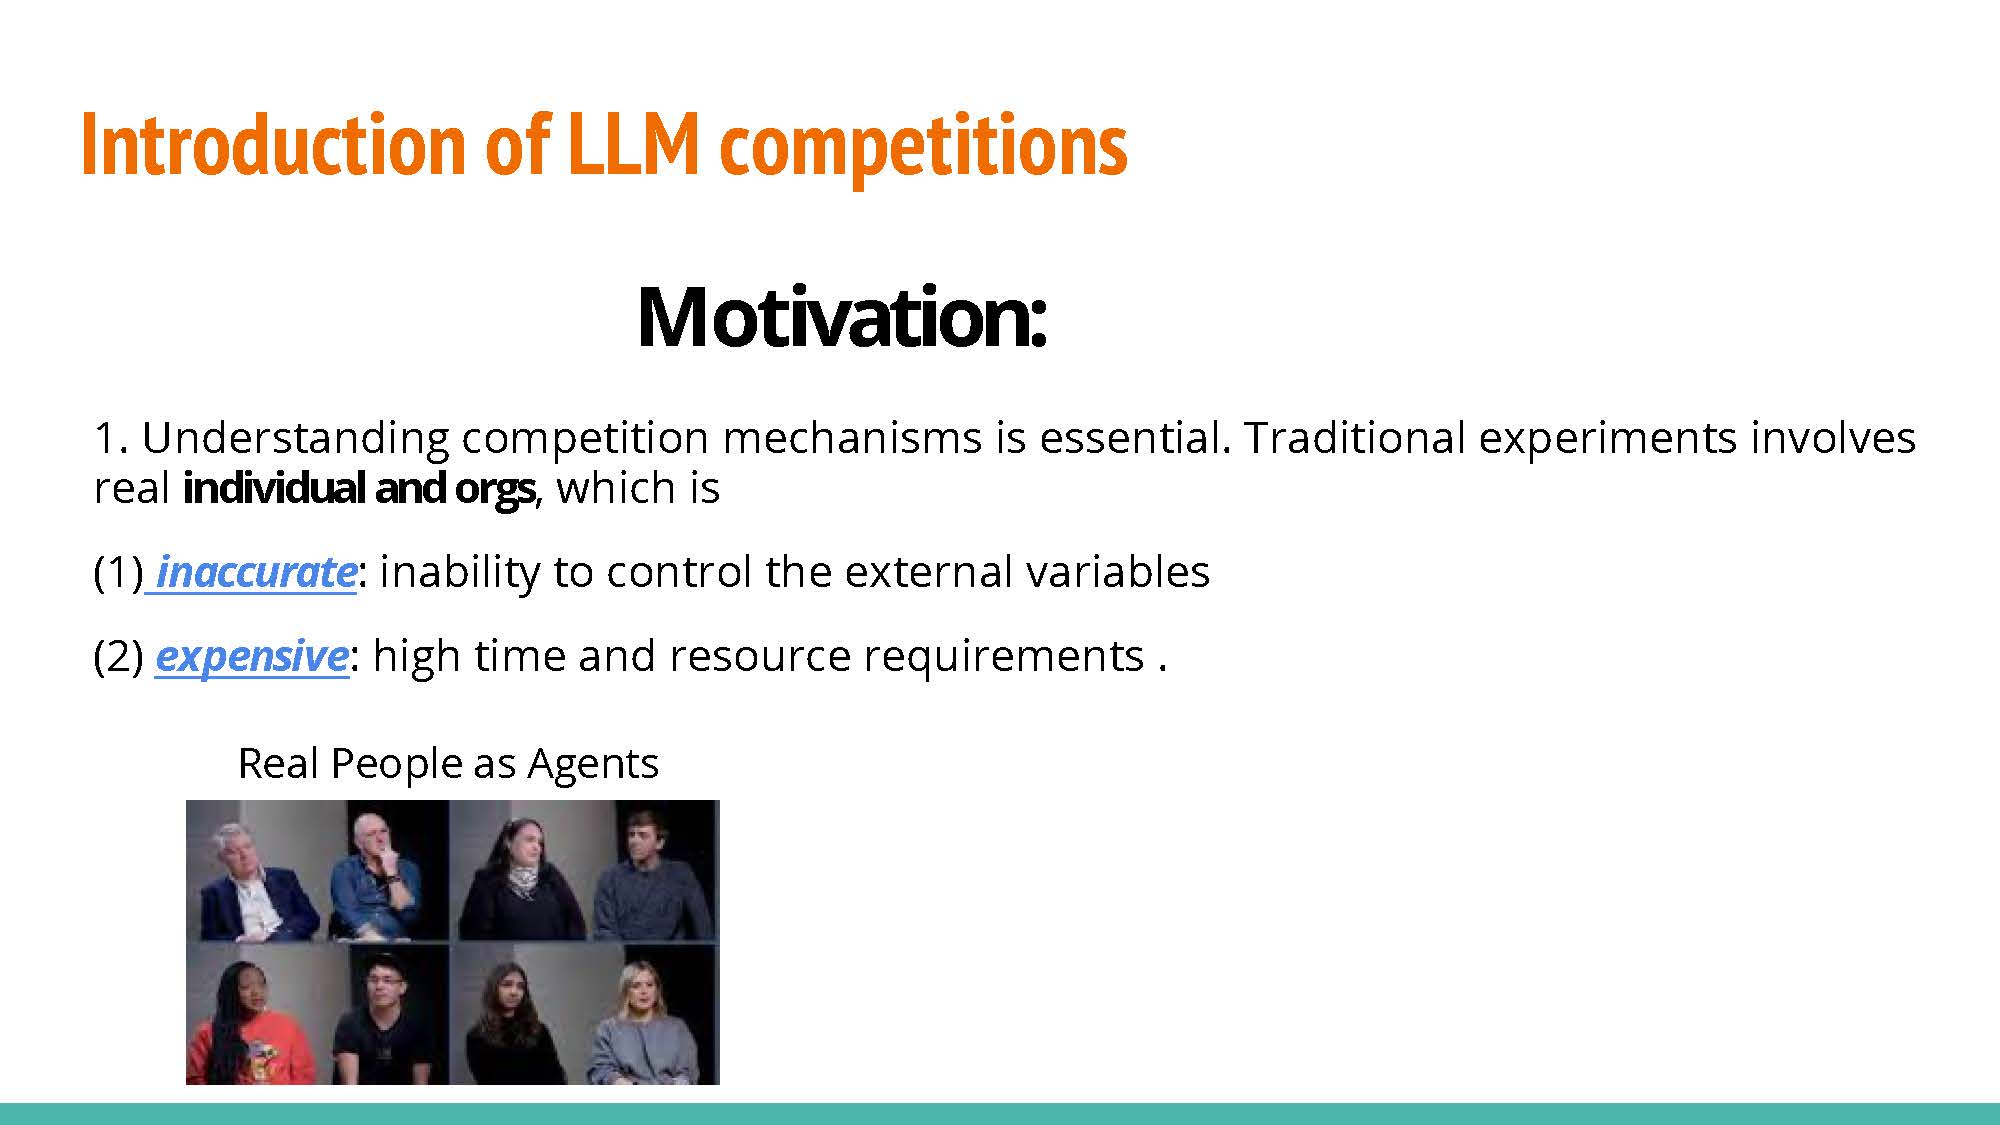 Introduction of LLM competitions
Motivation:
1. Understanding competition mechanisms is essential. Traditional experiments involves
real individual and orgs, which is
(1) inaccurate: inability to control the external variables
(2) expensive: high time and resource requirements .
Real People as Agents